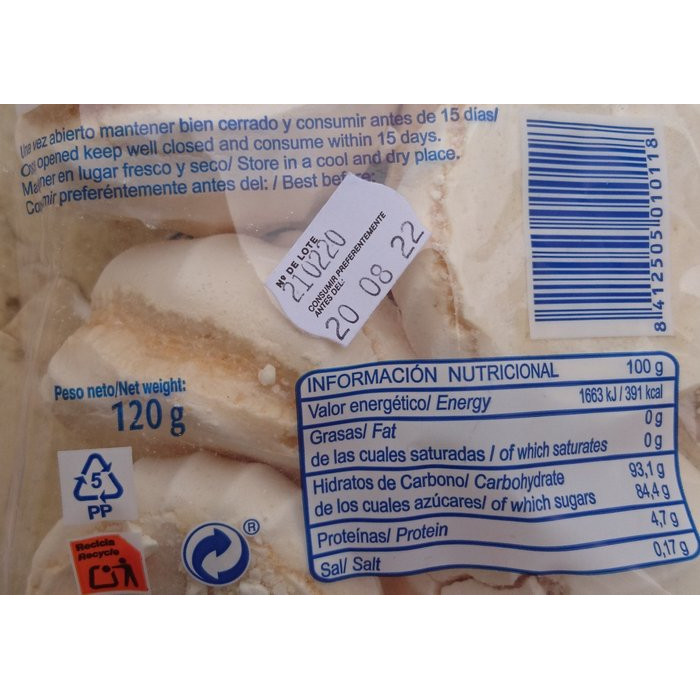 Una vez abierto mantener bien cerrado y consumir antes de 15 días/
Once opened keep well closed and consume within 15 days.
Mantener en lugar fresco y seco/ Store in a cool and dry place.
Consumir preferéntemente antes del: / Best before:
Nº DE LOTE
210220
CONSUMIR PREFERENTEMENTE
ANTES DEL:
20 08 22
8 412505 010118
Peso neto/Net weight:
120 g
5
PP
Recicla
Recycle
®
INFORMACIÓN NUTRICIONAL 100 g
Valor energético/ Energy 1663 kJ / 391 kcal
Grasas/ Fat 0 g
de las cuales saturadas / of which saturates 0 g
Hidratos de Carbono/ Carbohydrate 93,1 g
de los cuales azúcares/ of which sugars 84,4 g
Proteínas/ Protein 4,7 g
Sal/ Salt 0,17 g